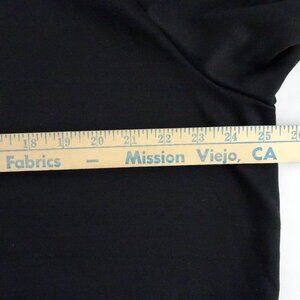 18 19 20 21 22 23 24 25
Fabrics — Mission Viejo, CA